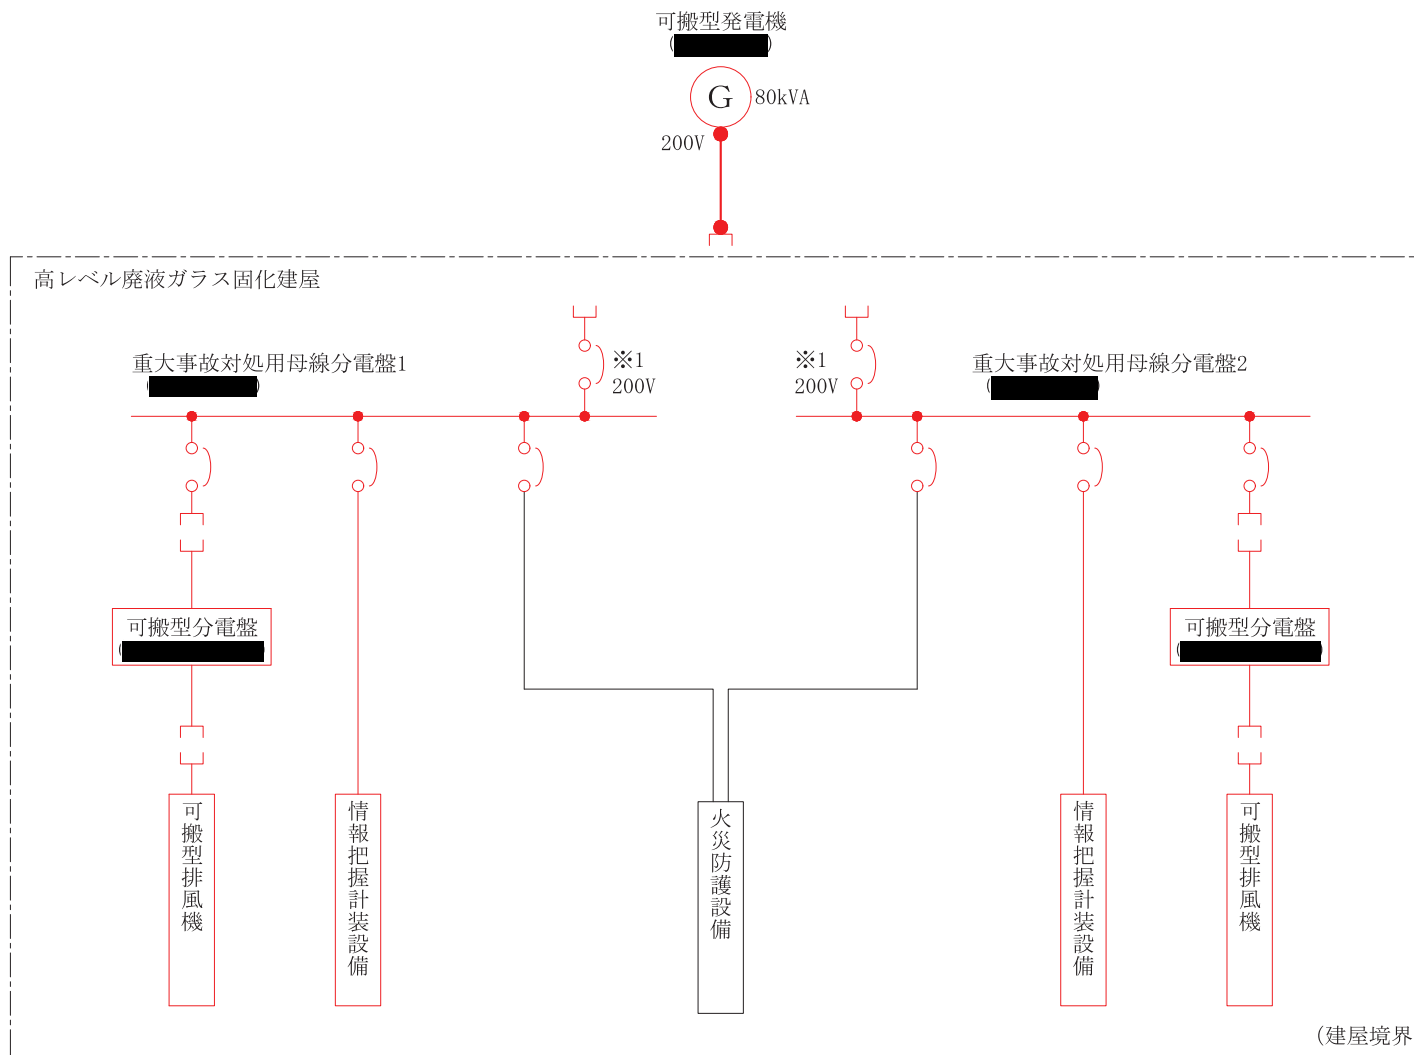 可搬型発電機
G
80kVA
200V
高レベル廃液ガラス固化建屋
重大事故対処用母線分電盤1
※1
200V
※1
200V
重大事故対処用母線分電盤2
可搬型分電盤
可搬型分電盤
可搬型排風機
情報把握計装設備
火災防護設備
情報把握計装設備
可搬型排風機
(建屋境界